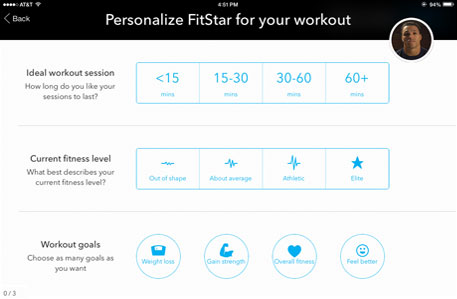 AT&T
4:51 PM
94%
Back
Personalize FitStar for your workout
Ideal workout session
How long do you like your
sessions to last?
<15 15-30 30-60 60+
mins mins mins mins
Current fitness level
What best describes your
current fitness level?
Out of shape About average Athletic Elite
Workout goals
Choose as many goals as
you want
Weight loss Gain strength Overall fitness Feel better
0 / 3